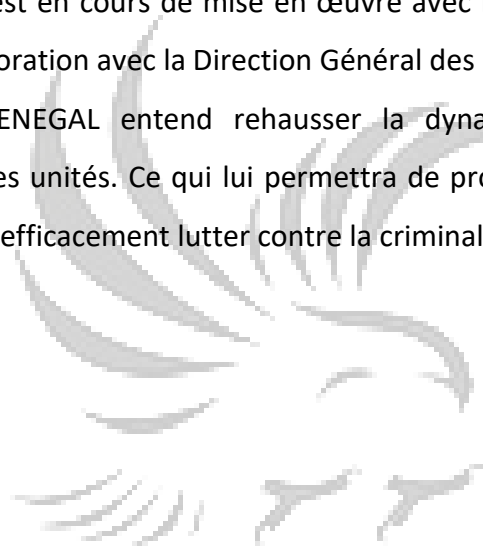 est en cours de mise en œuvre avec
oration avec la Direction Général des
ENEGAL entend rehausser la dyna
es unités. Ce qui lui permettra de pro
efficacement lutter contre la criminal